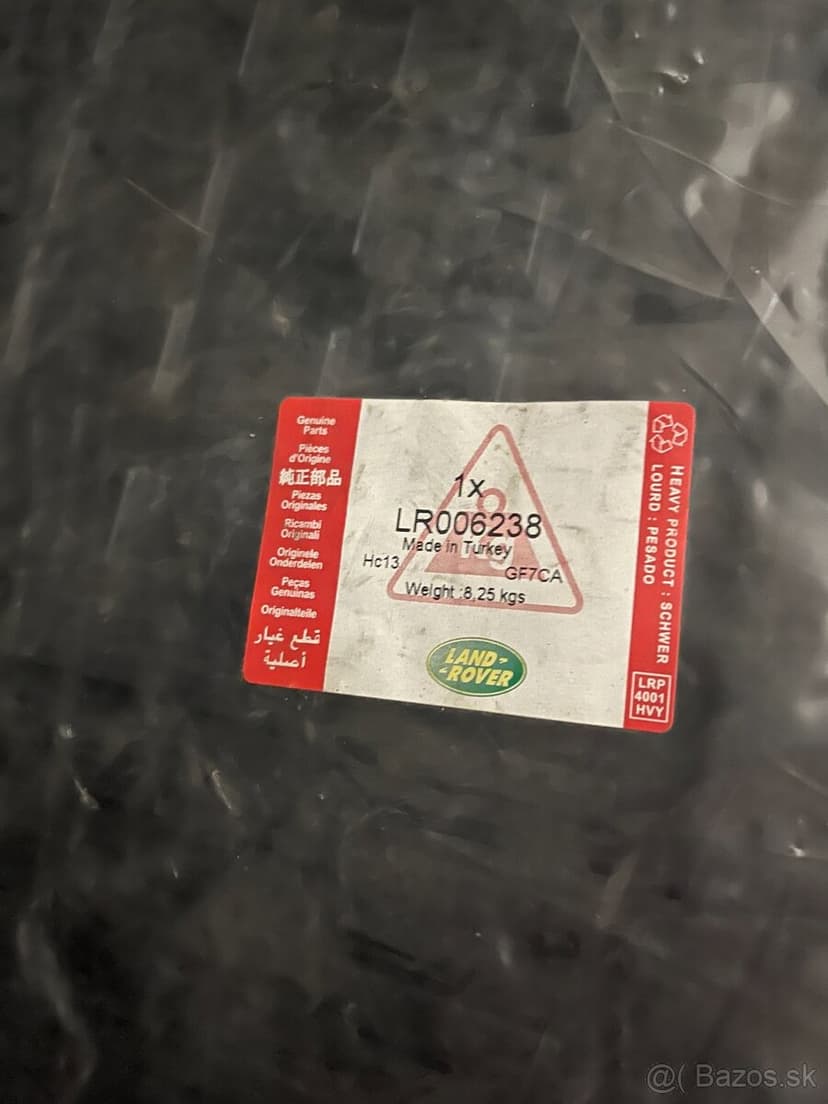 Genuine
Parts
Pièces
d'Origine
純正部品
Piezas
Originales
Ricambi
Originali
Originele
Onderdelen
Peças
Genuinas
Originalteile
قطع غيار
أصلية
1x
LR006238
Made in Turkey
Hc13
GF7CA
Weight :8,25 kgs
LAND-
-ROVER
HEAVY PRODUCT : SCHWER
LOURD : PESADO
LRP
4001
HVY
@( Bazos.sk